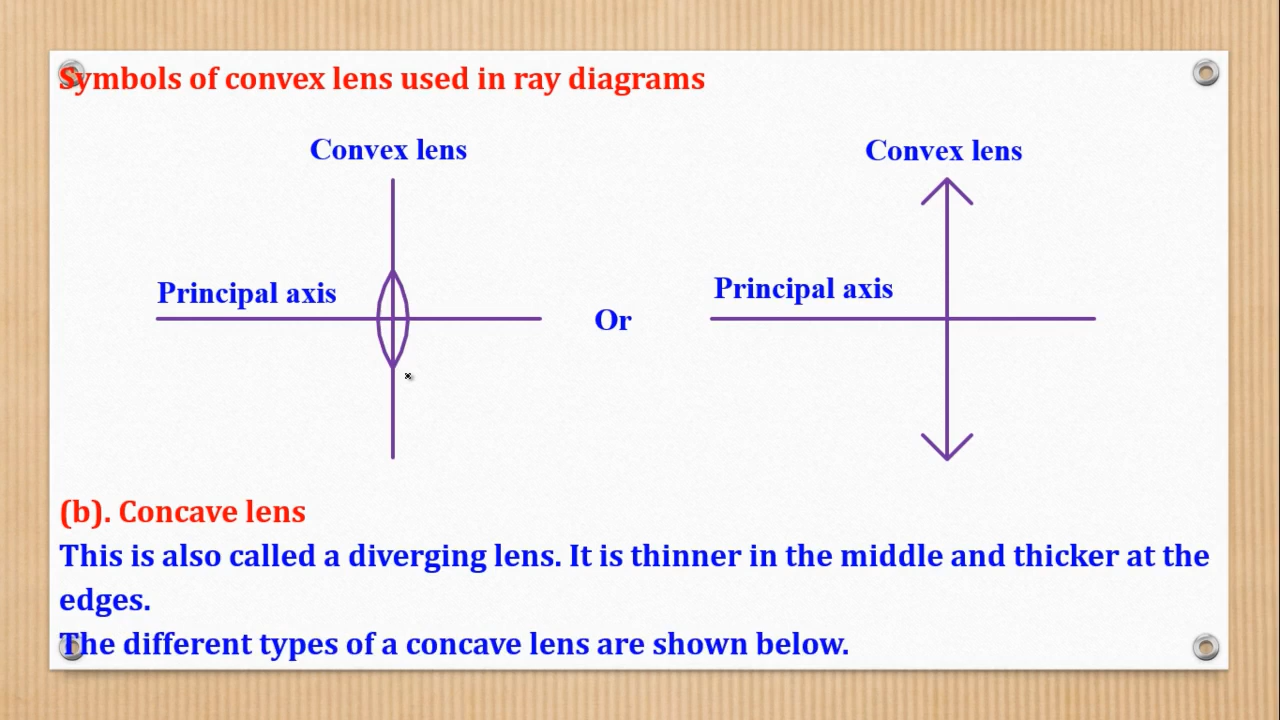 Symbols of convex lens used in ray diagrams
Convex lens
Convex lens
Principal axis
Principal axis
Or
(b). Concave lens
This is also called a diverging lens. It is thinner in the middle and thicker at the
edges.
The different types of a concave lens are shown below.